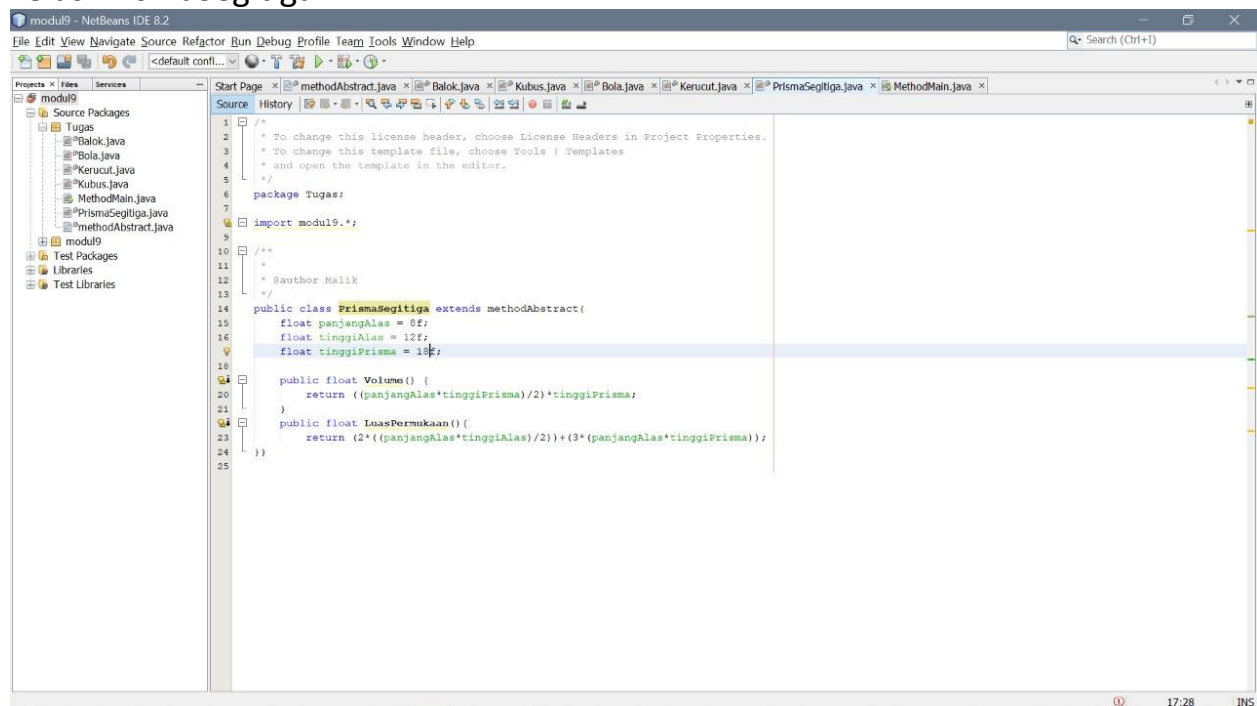 modul9 - NetBeans IDE 8.2
File Edit View Navigate Source Refactor Run Debug Profile Team Tools Window Help
Search (Ctrl+I)
<default confi...
Projects Files Services
Start Page methodAbstract.java Balok.java Kubus.java Bola.java Kerucut.java PrismaSegitiga.java MethodMain.java
modul9
Source Packages
Tugas
Balok.java
Bola.java
Kerucut.java
Kubus.java
MethodMain.java
PrismaSegitiga.java
methodAbstract.java
modul9
Test Packages
Libraries
Test Libraries
Source History
1 /*
2 * To change this license header, choose License Headers in Project Properties.
3 * To change this template file, choose Tools | Templates
4 * and open the template in the editor.
5 */
6 package Tugas;
7
import modul9.*;
9
10 /**
11 *
12 * @author Malik
13 */
14 public class PrismaSegitiga extends methodAbstract{
15 float panjangAlas = 8f;
16 float tinggiAlas = 12f;
float tinggiPrisma = 18f;
18
public float Volume() {
20 return ((panjangAlas*tinggiPrisma)/2)*tinggiPrisma;
21 }
public float LuasPermukaan(){
23 return (2*((panjangAlas*tinggiAlas)/2))+(3*(panjangAlas*tinggiPrisma));
24 }}
25
17:28 INS